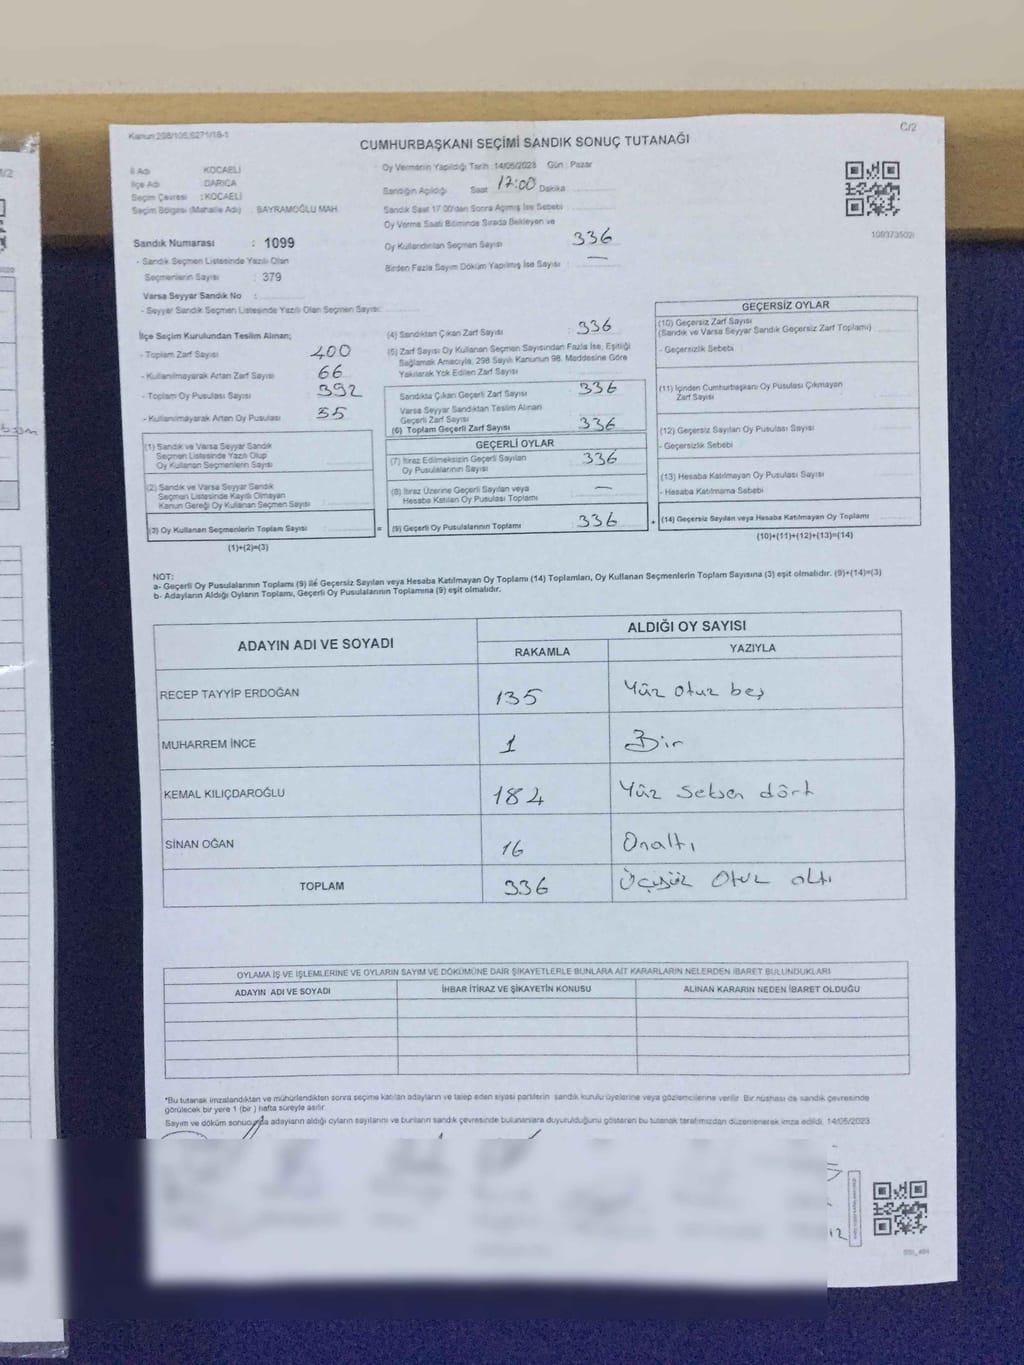 Kanun:298/105,6271/18-1
C/2
CUMHURBAŞKANI SEÇİMİ SANDIK SONUÇ TUTANAĞI
İl Adı KOCAELİ
İlçe Adı DARICA
Seçim Çevresi : KOCAELİ
Seçim Bölgesi (Mahalle Adı) : BAYRAMOĞLU MAH.
Sandık Numarası : 1099
- Sandık Seçmen Listesinde Yazılı Olan
Seçmenlerin Sayısı : 379
Varsa Seyyar Sandık No :
- Seyyar Sandık Seçmen Listesinde Yazılı Olan Seçmen Sayısı:
Oy Vermenin Yapıldığı Tarih :14/05/2023 Gün : Pazar
Sandığın Açıldığı Saat 17:00 Dakika
Sandık Saat 17.00'den Sonra Açılmış İse Sebebi
Oy Verme Saati Bitiminde Sırada Bekleyen ve
Oy Kullandırılan Seçmen Sayısı 336
Birden Fazla Sayım Döküm Yapılmış İse Sayısı : —
109373502
İlçe Seçim Kurulundan Teslim Alınan;
- Toplam Zarf Sayısı 400
- Kullanılmayarak Artan Zarf Sayısı 66
- Toplam Oy Pusulası Sayısı 392
- Kullanılmayarak Artan Oy Pusulası 35
(1) Sandık ve Varsa Seyyar Sandık
Seçmen Listesinde Yazılı Olup
Oy Kullanan Seçmenlerin Sayısı
(2) Sandık ve Varsa Seyyar Sandık
Seçmen Listesinde Kayıtlı Olmayan
Kanun Gereği Oy Kullanan Seçmen Sayısı
(3) Oy Kullanan Seçmenlerin Toplam Sayısı =
(1)+(2)=(3)
(4) Sandıktan Çıkan Zarf Sayısı : 336
(5) Zarf Sayısı Oy Kullanan Seçmen Sayısından Fazla İse, Eşitliği
Sağlamak Amacıyla, 298 Sayılı Kanunun 98. Maddesine Göre
Yakılarak Yok Edilen Zarf Sayısı
Sandıkta Çıkan Geçerli Zarf Sayısı : 336
Varsa Seyyar Sandıktan Teslim Alınan
Geçerli Zarf Sayısı
(6) Toplam Geçerli Zarf Sayısı : 336
GEÇERLİ OYLAR
(7) İtiraz Edilmeksizin Geçerli Sayılan
Oy Pusulalarının Sayısı : 336
(8) İtiraz Üzerine Geçerli Sayılan veya
Hesaba Katılan Oy Pusulası Toplamı : —
(9) Geçerli Oy Pusulalarının Toplamı : 336 +
GEÇERSİZ OYLAR
(10) Geçersiz Zarf Sayısı
(Sandık ve Varsa Seyyar Sandık Geçersiz Zarf Toplamı)
- Geçersizlik Sebebi
(11) İçinden Cumhurbaşkanı Oy Pusulası Çıkmayan
Zarf Sayısı
(12) Geçersiz Sayılan Oy Pusulası Sayısı
- Geçersizlik Sebebi
(13) Hesaba Katılmayan Oy Pusulası Sayısı
- Hesaba Katılmama Sebebi
(14) Geçersiz Sayılan veya Hesaba Katılmayan Oy Toplamı
(10)+(11)+(12)+(13)=(14)
NOT:
a- Geçerli Oy Pusulalarının Toplamı (9) ile Geçersiz Sayılan veya Hesaba Katılmayan Oy Toplamı (14) Toplamları, Oy Kullanan Seçmenlerin Toplam Sayısına (3) eşit olmalıdır. (9)+(14)=(3)
b- Adayların Aldığı Oyların Toplamı, Geçerli Oy Pusulalarının Toplamına (9) eşit olmalıdır.
ADAYIN ADI VE SOYADI
ALDIĞI OY SAYISI
RAKAMLA YAZIYLA
RECEP TAYYİP ERDOĞAN 135 Yüz otuz beş
MUHARREM İNCE 1 Bir
KEMAL KILIÇDAROĞLU 184 Yüz seksen dört
SİNAN OĞAN 16 Onaltı
TOPLAM 336 Üçyüz otuz altı
OYLAMA İŞ VE İŞLEMLERİNE VE OYLARIN SAYIM VE DÖKÜMÜNE DAİR ŞİKAYETLERLE BUNLARA AİT KARARLARIN NELERDEN İBARET BULUNDUKLARI
ADAYIN ADI VE SOYADI İHBAR İTİRAZ VE ŞİKAYETİN KONUSU ALINAN KARARIN NEDEN İBARET OLDUĞU
*Bu tutanak imzalandıktan ve mühürlendikten sonra seçime katılan adayların ve talep eden siyasi partilerin sandık kurulu üyelerine veya gözlemcilerine verilir. Bir nüshası da sandık çevresinde
görülecek bir yere 1 (bir) hafta süreyle asılır.
Sayım ve döküm sonucunda adayların aldığı oyların sayılarını ve bunların sandık çevresinde bulunanlara duyurulduğunu gösteren bu tutanak tarafımızdan düzenlenerek imza edildi. 14/05/2023